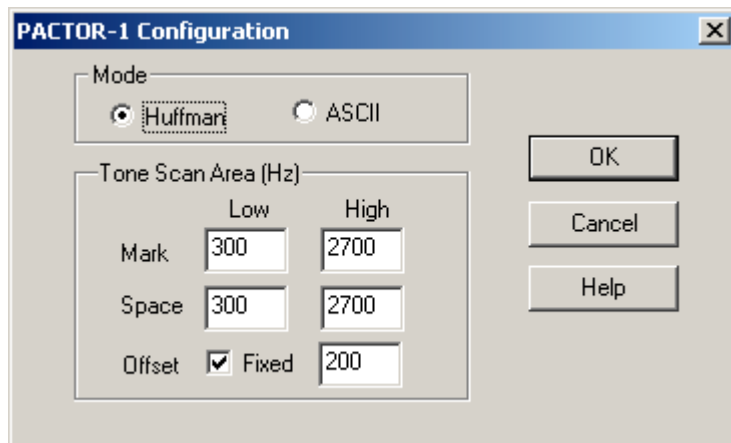 PACTOR-1 Configuration
Mode
Huffman ASCII
OK
Tone Scan Area (Hz)
Low High
Cancel
Mark 300 2700
Help
Space 300 2700
Offset Fixed 200